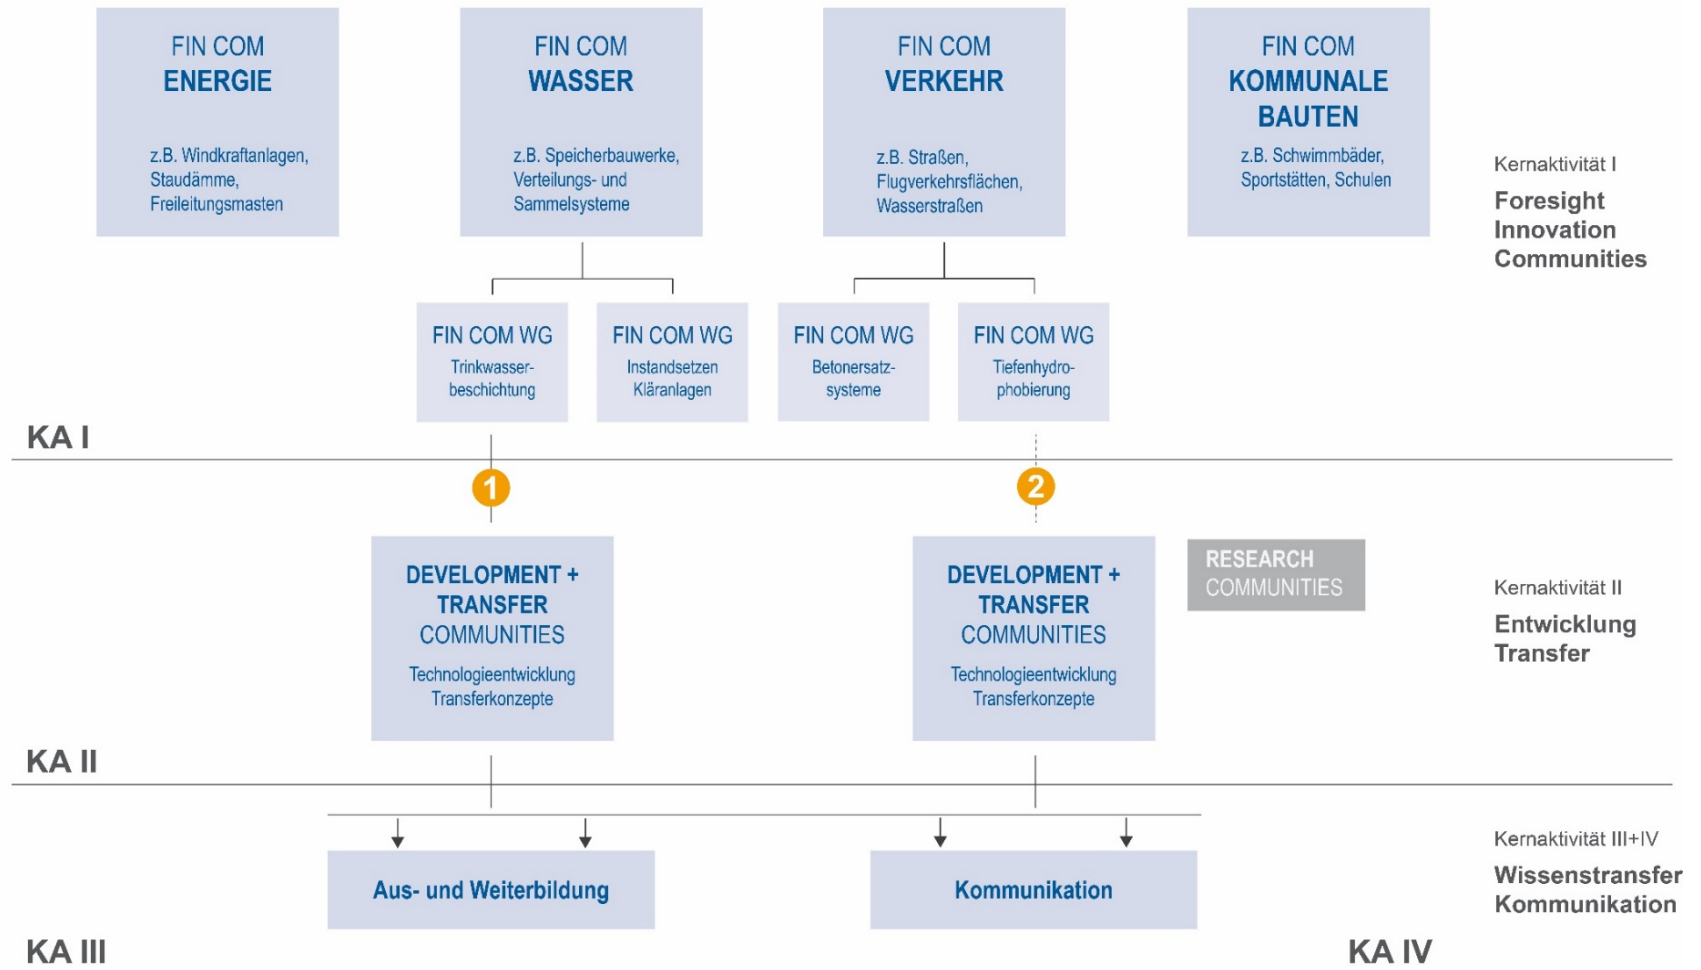 FIN COM
ENERGIE
z.B. Windkraftanlagen,
Staudämme,
Freileitungsmasten
FIN COM
WASSER
z.B. Speicherbauwerke,
Verteilungs- und
Sammelsysteme
FIN COM
VERKEHR
z.B. Straßen,
Flugverkehrsflächen,
Wasserstraßen
FIN COM
KOMMUNALE
BAUTEN
z.B. Schwimmbäder,
Sportstätten, Schulen
Kernaktivität I
Foresight
Innovation
Communities
FIN COM WG
Trinkwasser-
beschichtung
FIN COM WG
Instandsetzen
Kläranlagen
FIN COM WG
Betonersatz-
systeme
FIN COM WG
Tiefenhydro-
phobierung
KA I
1
2
DEVELOPMENT +
TRANSFER
COMMUNITIES
Technologieentwicklung
Transferkonzepte
DEVELOPMENT +
TRANSFER
COMMUNITIES
Technologieentwicklung
Transferkonzepte
RESEARCH
COMMUNITIES
Kernaktivität II
Entwicklung
Transfer
KA II
Aus- und Weiterbildung
Kommunikation
Kernaktivität III+IV
Wissenstransfer
Kommunikation
KA III
KA IV